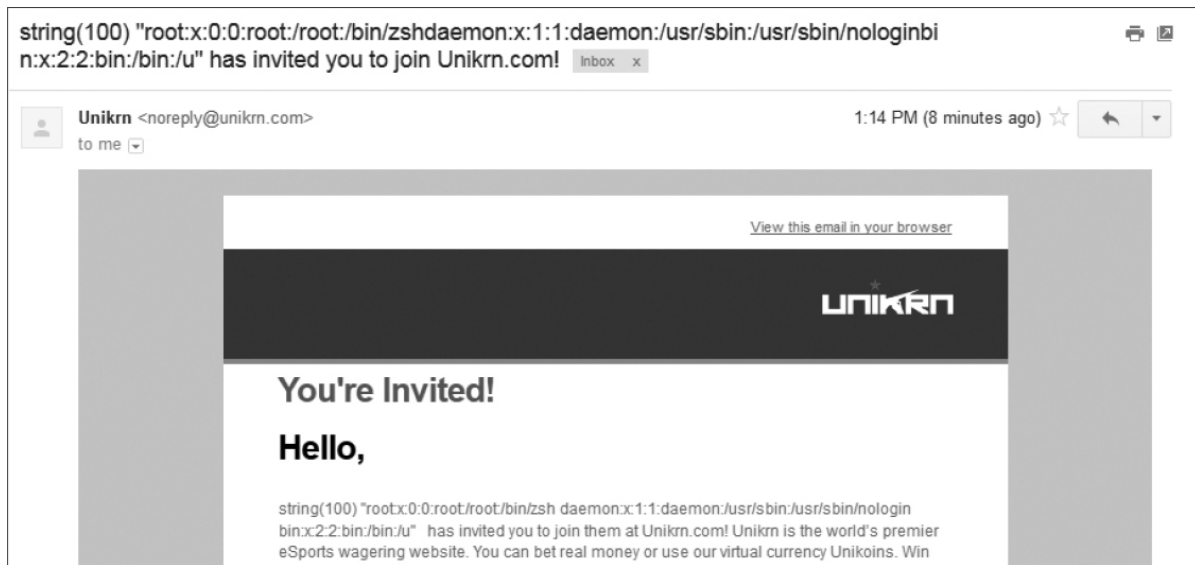 string(100) "root:x:0:0:root:/root:/bin/zshdaemon:x:1:1:daemon:/usr/sbin:/usr/sbin/nologinbi
n:x:2:2:bin:/bin:/u" has invited you to join Unikrn.com! Inbox x
Unikrn <noreply@unikrn.com> 1:14 PM (8 minutes ago)
to me
View this email in your browser
UNIKRN
You're Invited!
Hello,
string(100) "root:x:0:0:root:/root:/bin/zsh daemon:x:1:1:daemon:/usr/sbin:/usr/sbin/nologin
bin:x:2:2:bin:/bin:/u" has invited you to join them at Unikrn.com! Unikrn is the world's premier
eSports wagering website. You can bet real money or use our virtual currency Unikoins. Win